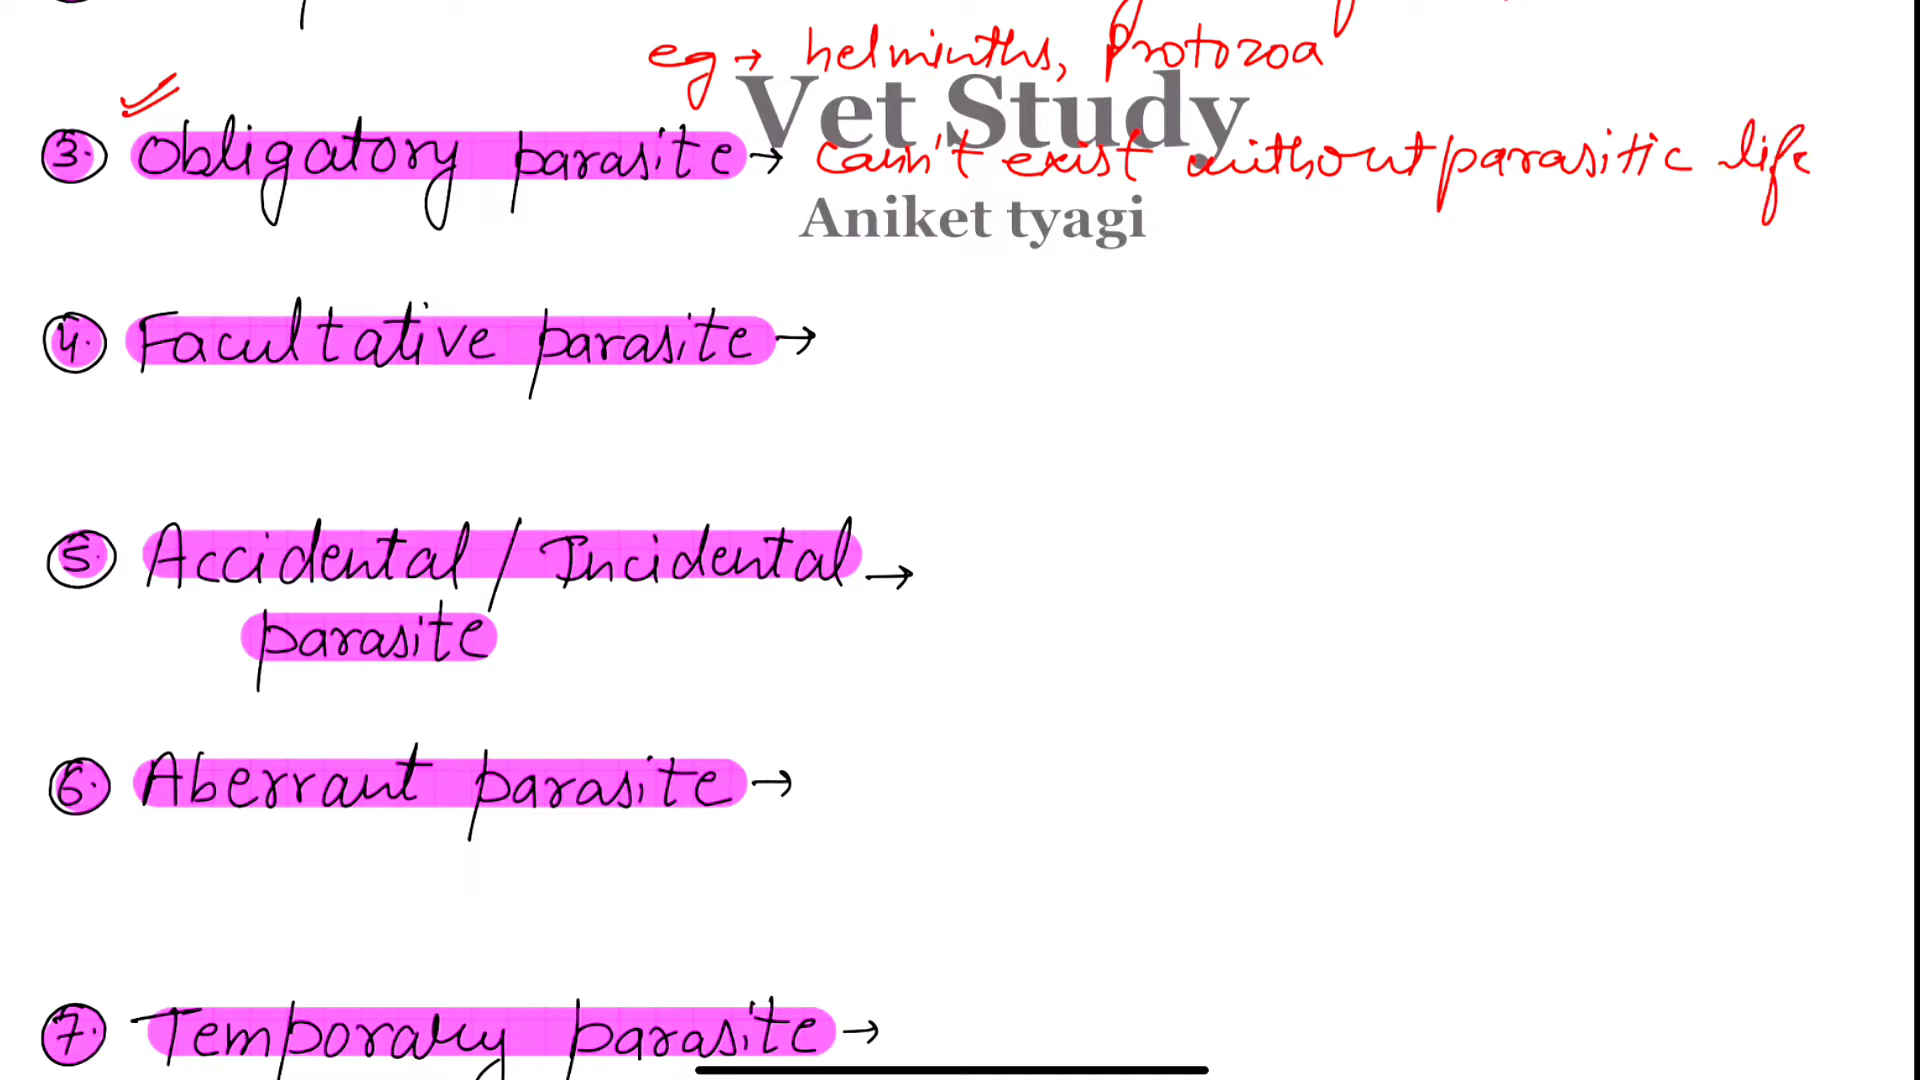 eg → helminths, Protozoa
Vet Study
3. Obligatory parasite → can't exist without parasitic life
Aniket tyagi
4. Facultative parasite →
5. Accidental / Incidental →
parasite
6. Aberrant parasite →
7. Temporary parasite →